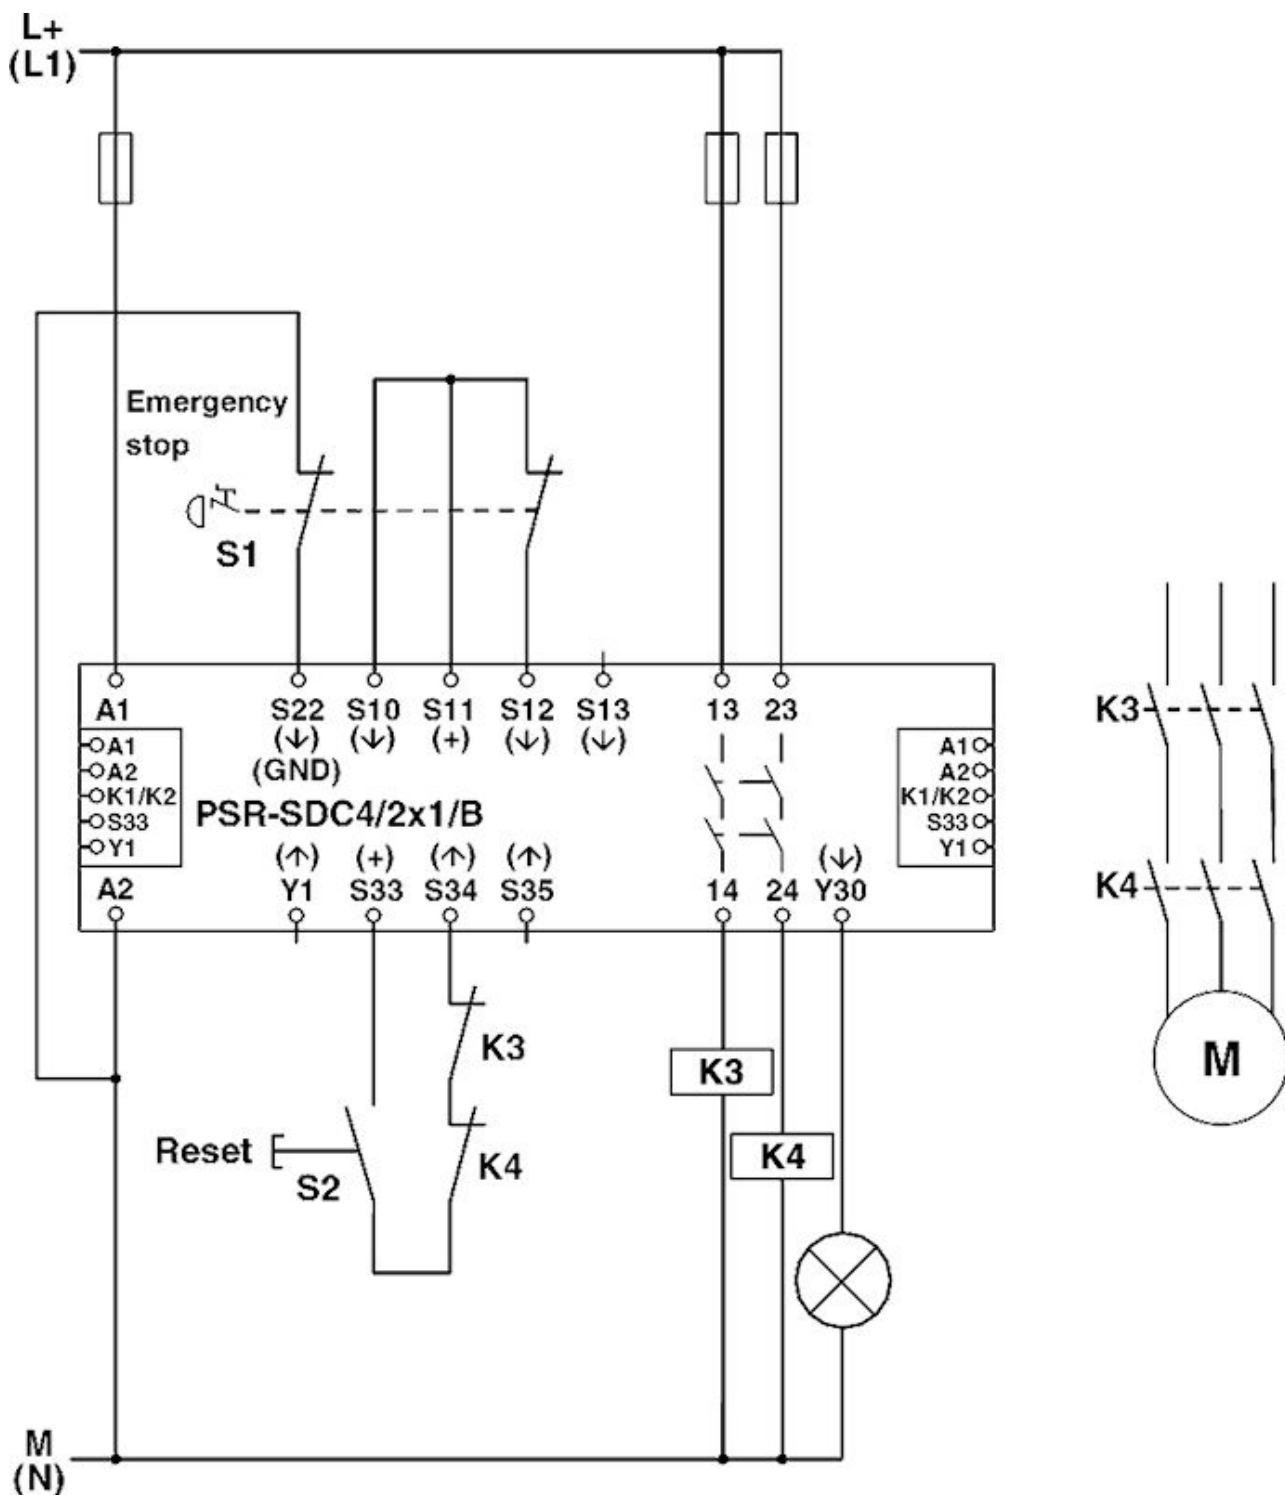 L+
(L1)
Emergency
stop
S1
A1 S22 S10 S11 S12 S13 13 23
(↓) (↓) (+) (↓) (↓)
(GND)
A1
A2
K1/K2
S33
Y1
PSR-SDC4/2x1/B
A1
A2
K1/K2
S33
Y1
(↑) (+) (↑) (↑) (↓)
A2 Y1 S33 S34 S35 14 24 Y30
K3
K4
M
K3
K3
Reset
S2
K4
K4
M
(N)